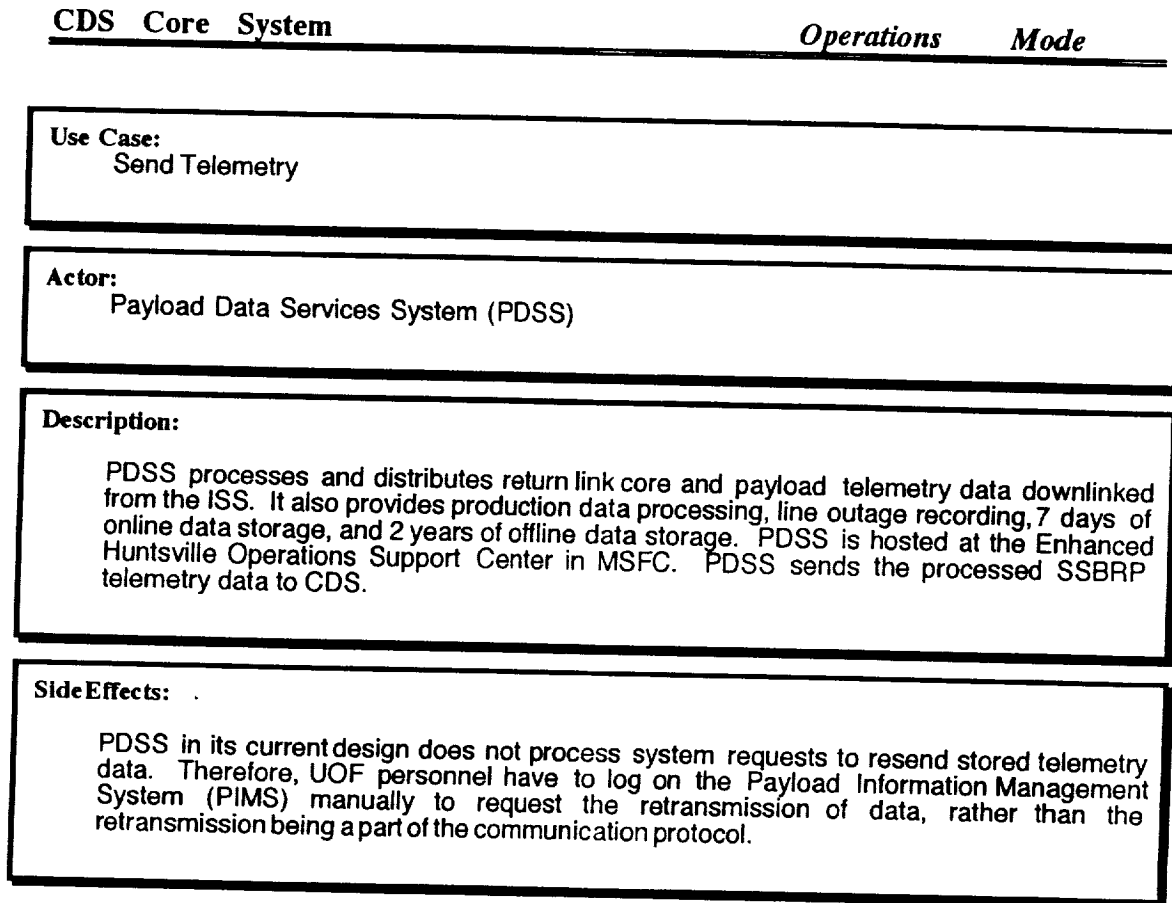 CDS Core System Operations Mode
Use Case:
Send Telemetry
Actor:
Payload Data Services System (PDSS)
Description:
PDSS processes and distributes return link core and payload telemetry data downlinked
from the ISS. It also provides production data processing, line outage recording, 7 days of
online data storage, and 2 years of offline data storage. PDSS is hosted at the Enhanced
Huntsville Operations Support Center in MSFC. PDSS sends the processed SSBRP
telemetry data to CDS.
Side Effects:
PDSS in its current design does not process system requests to resend stored telemetry
data. Therefore, UOF personnel have to log on the Payload Information Management
System (PIMS) manually to request the retransmission of data, rather than the
retransmission being a part of the communication protocol.